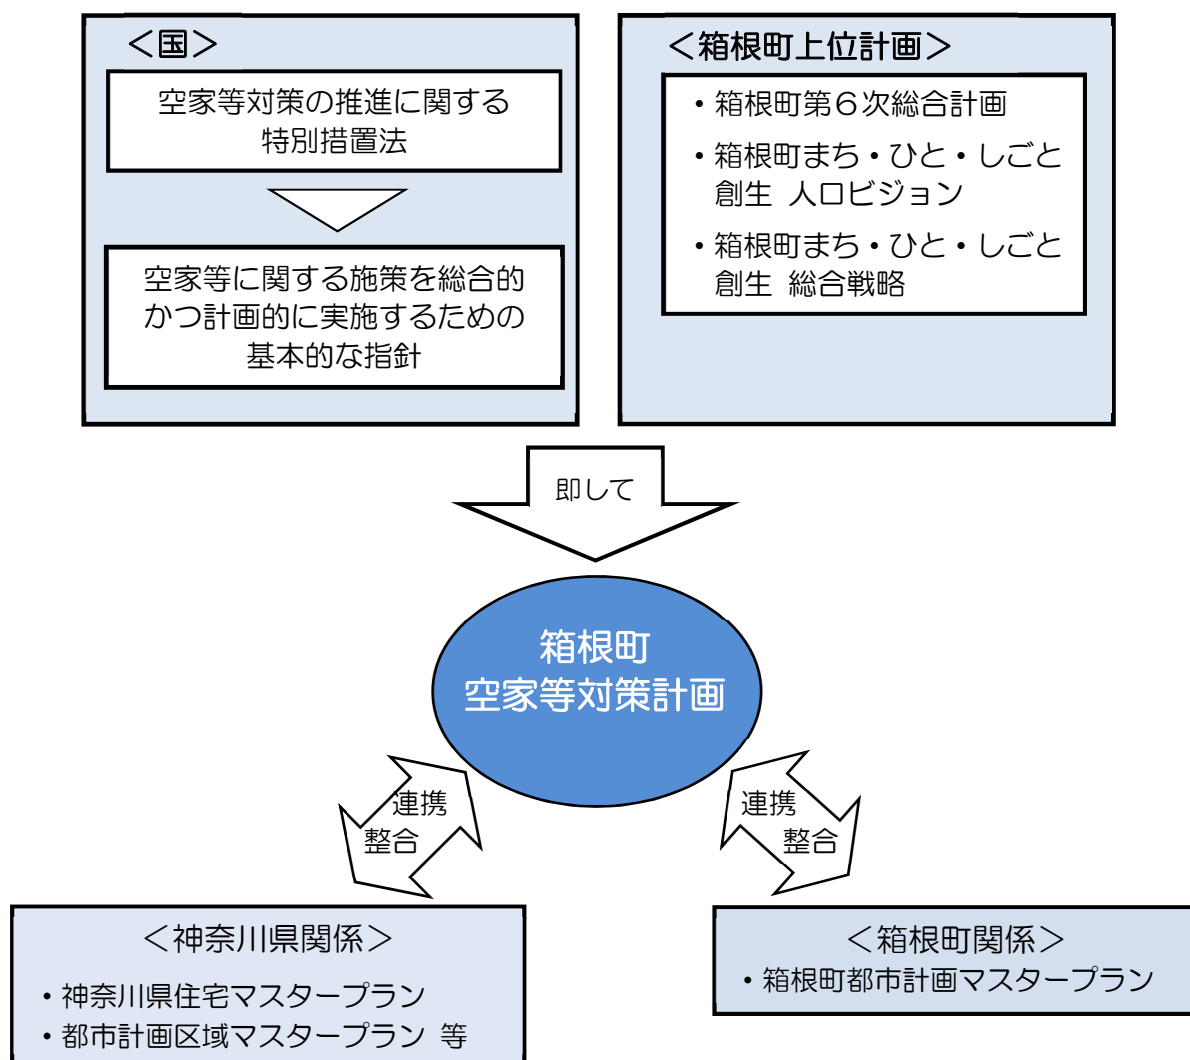 ＜国＞
空家等対策の推進に関する
特別措置法
空家等に関する施策を総合的
かつ計画的に実施するための
基本的な指針
＜箱根町上位計画＞
・箱根町第６次総合計画
・箱根町まち・ひと・しごと
創生 人口ビジョン
・箱根町まち・ひと・しごと
創生 総合戦略
即して
箱根町
空家等対策計画
連携
整合
連携
整合
＜神奈川県関係＞
・神奈川県住宅マスタープラン
・都市計画区域マスタープラン 等
＜箱根町関係＞
・箱根町都市計画マスタープラン